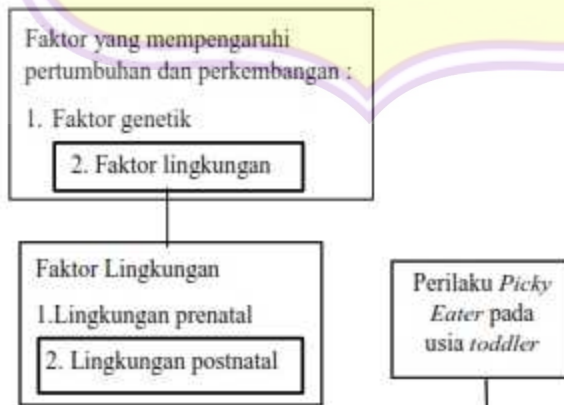 Faktor yang mempengaruhi
pertumbuhan dan perkembangan :
1. Faktor genetik
2. Faktor lingkungan
Faktor Lingkungan
1.Lingkungan prenatal
2. Lingkungan postnatal
Perilaku Picky
Eater pada
usia toddler